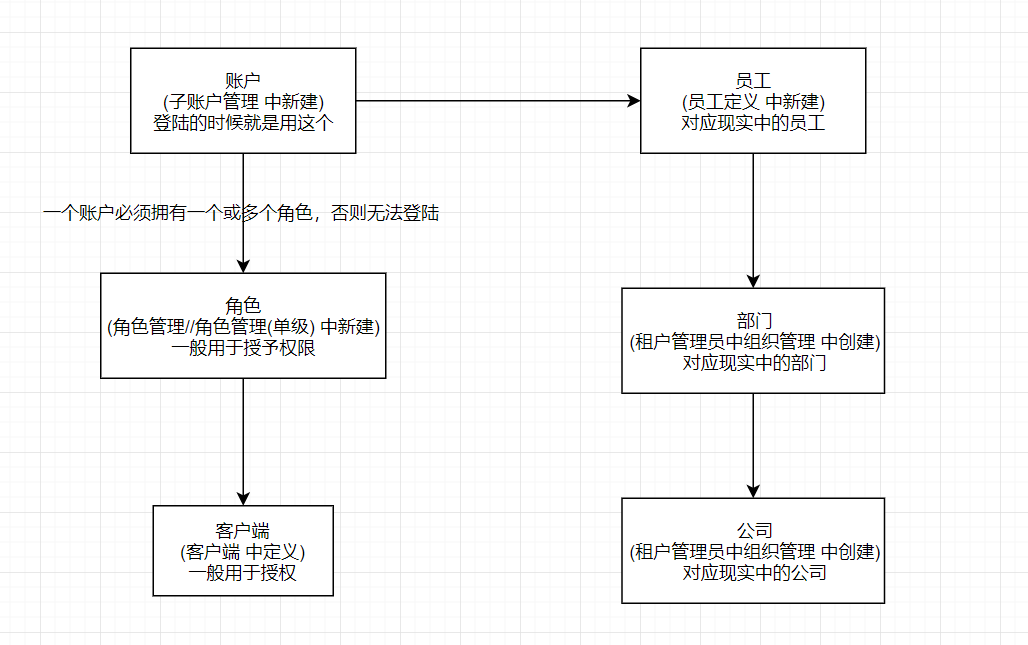 账户
(子账户管理 中新建)
登陆的时候就是用这个
员工
(员工定义 中新建)
对应现实中的员工
一个账户必须拥有一个或多个角色，否则无法登陆
角色
(角色管理//角色管理(单级) 中新建)
一般用于授予权限
部门
(租户管理员中组织管理 中创建)
对应现实中的部门
客户端
(客户端 中定义)
一般用于授权
公司
(租户管理员中组织管理 中创建)
对应现实中的公司